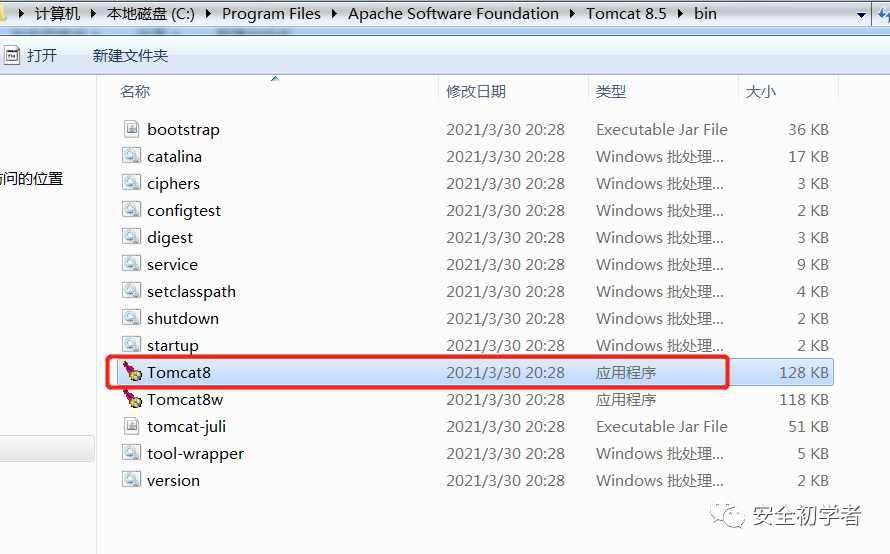 计算机 本地磁盘 (C:) Program Files Apache Software Foundation Tomcat 8.5 bin
打开 新建文件夹
名称 修改日期 类型 大小
bootstrap 2021/3/30 20:28 Executable Jar File 36 KB
catalina 2021/3/30 20:28 Windows 批处理... 17 KB
ciphers 2021/3/30 20:28 Windows 批处理... 3 KB
configtest 2021/3/30 20:28 Windows 批处理... 2 KB
digest 2021/3/30 20:28 Windows 批处理... 3 KB
service 2021/3/30 20:28 Windows 批处理... 9 KB
setclasspath 2021/3/30 20:28 Windows 批处理... 4 KB
shutdown 2021/3/30 20:28 Windows 批处理... 2 KB
startup 2021/3/30 20:28 Windows 批处理... 2 KB
Tomcat8 2021/3/30 20:28 应用程序 128 KB
Tomcat8w 2021/3/30 20:28 应用程序 118 KB
tomcat-juli 2021/3/30 20:28 Executable Jar File 51 KB
tool-wrapper 2021/3/30 20:28 Windows 批处理... 5 KB
version 2021/3/30 20:28 Windows 批处理... 2 KB
问的位置
安全初学者